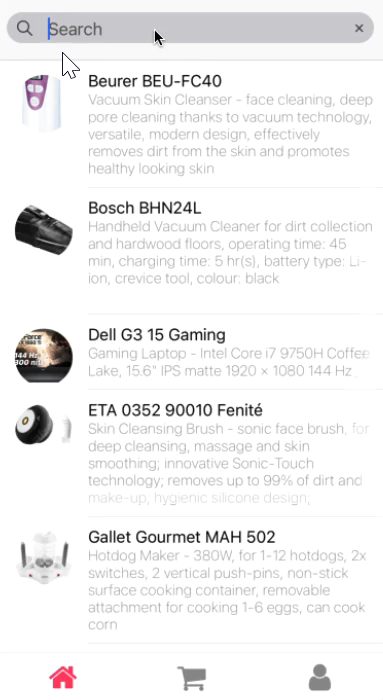 Search
Beurer BEU-FC40
Vacuum Skin Cleanser - face cleaning, deep
pore cleaning thanks to vacuum technology,
versatile, modern design, effectively
removes dirt from the skin and promotes
healthy looking skin
Bosch BHN24L
Handheld Vacuum Cleaner for dirt collection
and hardwood floors, operating time: 45
min, charging time: 5 hr(s), battery type: Li-
ion, crevice tool, colour: black
Dell G3 15 Gaming
Gaming Laptop - Intel Core i7 9750H Coffee
Lake, 15.6" IPS matte 1920 × 1080 144 Hz
144 Hz
300 nit
ETA 0352 90010 Fenité
Skin Cleansing Brush - sonic face brush, for
deep cleansing, massage and skin
smoothing; innovative Sonic-Touch
technology; removes up to 99% of dirt and
make-up; hygienic silicone design;
Gallet Gourmet MAH 502
Hotdog Maker - 380W, for 1-12 hotdogs, 2x
switches, 2 vertical push-pins, non-stick
surface cooking container, removable
attachment for cooking 1-6 eggs, can cook
corn